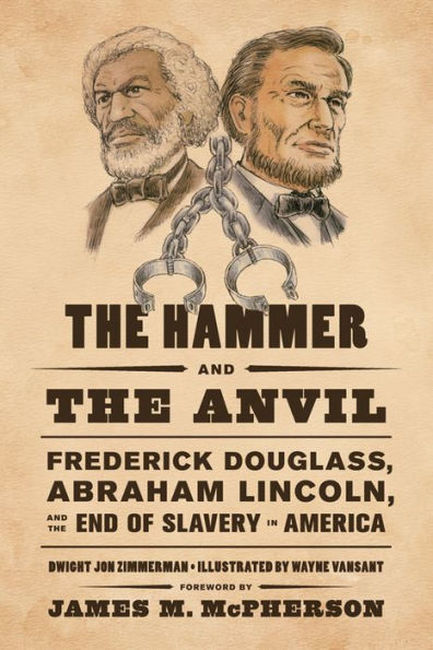 THE HAMMER
AND
THE ANVIL
FREDERICK DOUGLASS,
ABRAHAM LINCOLN,
AND THE END OF SLAVERY IN AMERICA
DWIGHT JON ZIMMERMAN • ILLUSTRATED BY WAYNE VANSANT
FOREWORD BY
JAMES M. McPHERSON